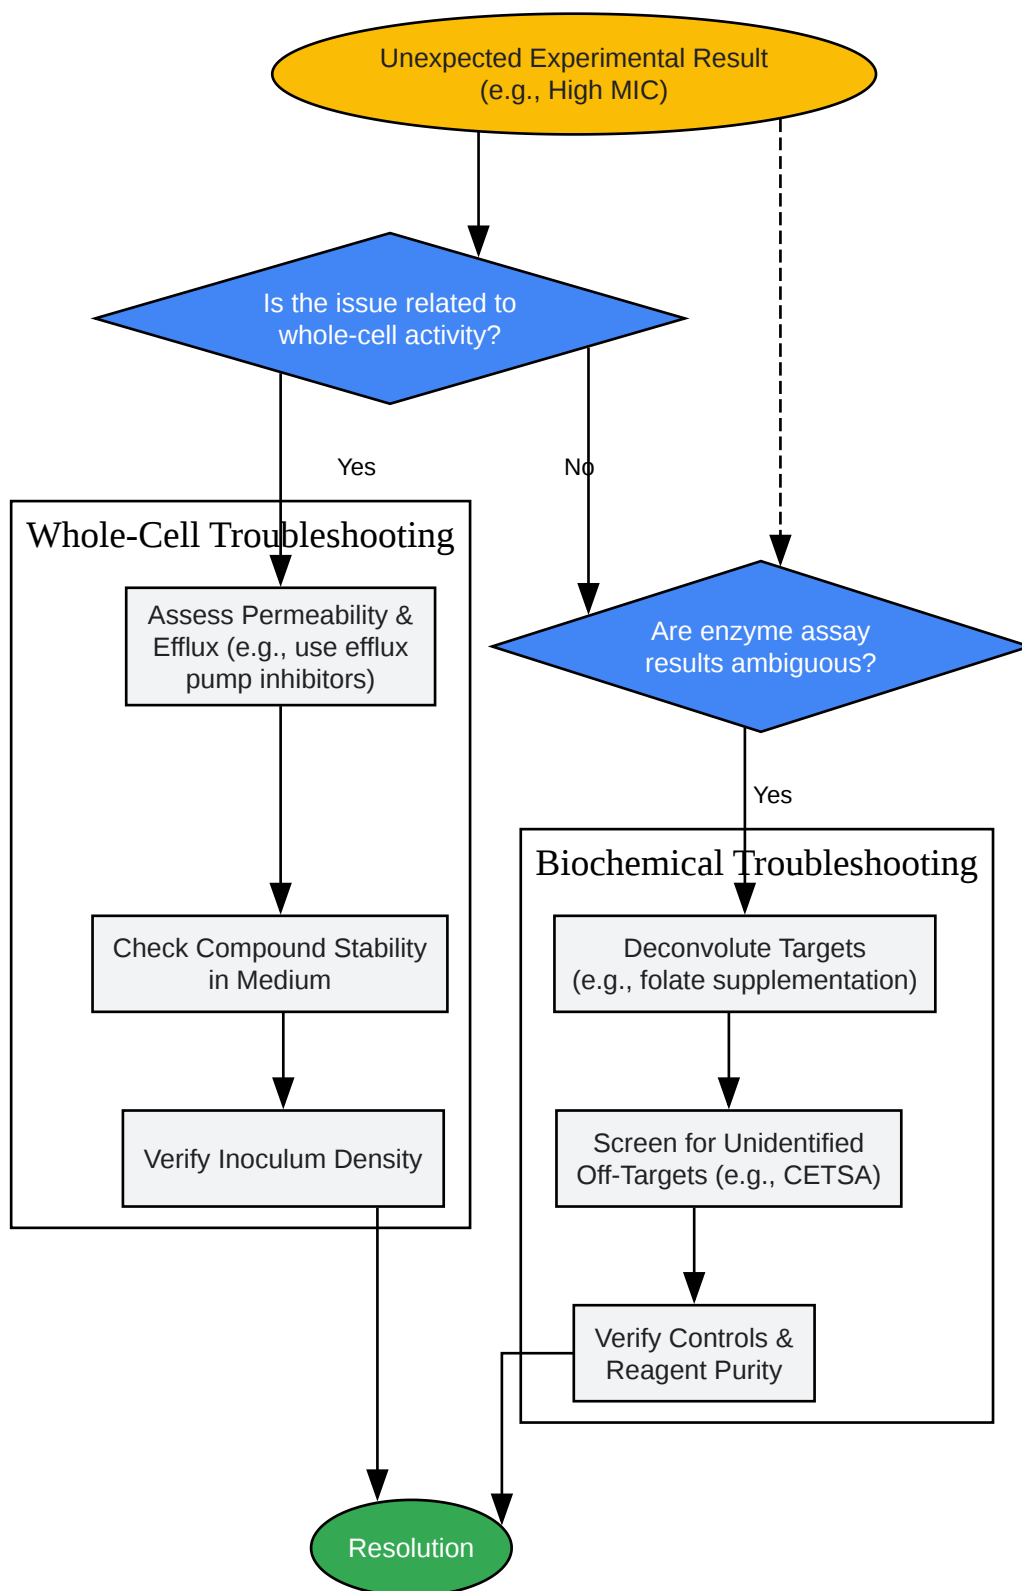 Unexpected Experimental Result
(e.g., High MIC)
Is the issue related to
whole-cell activity?
Yes
No
Whole-Cell Troubleshooting
Assess Permeability &
Efflux (e.g., use efflux
pump inhibitors)
Check Compound Stability
in Medium
Verify Inoculum Density
Are enzyme assay
results ambiguous?
Yes
Biochemical Troubleshooting
Deconvolute Targets
(e.g., folate supplementation)
Screen for Unidentified
Off-Targets (e.g., CETSA)
Verify Controls &
Reagent Purity
Resolution